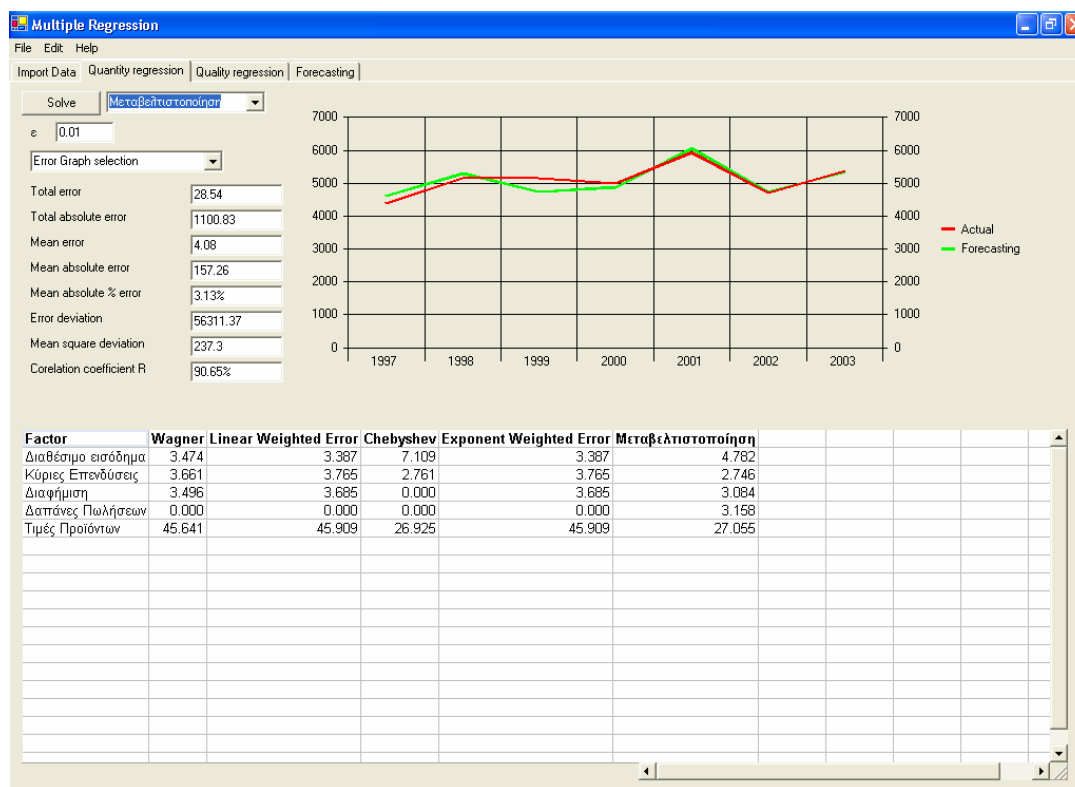 Multiple Regression
File Edit Help
Import Data Quantity regression Quality regression Forecasting
Solve Μεταβελτιστοποίηση
ε 0.01
Error Graph selection
Total error 28.54
Total absolute error 1100.83
Mean error 4.08
Mean absolute error 157.26
Mean absolute % error 3.13%
Error deviation 56311.37
Mean square deviation 237.3
Corelation coefficient R 90.65%
7000 7000
6000 6000
5000 5000
4000 4000
3000 3000
2000 2000
1000 1000
0 0
1997 1998 1999 2000 2001 2002 2003
Actual
Forecasting
Factor Wagner Linear Weighted Error Chebyshev Exponent Weighted Error Μεταβελτιστοποίηση
Διαθέσιμο εισόδημα 3.474 3.387 7.109 3.387 4.782
Κύριες Επενδύσεις 3.661 3.765 2.761 3.765 2.746
Διαφήμιση 3.496 3.685 0.000 3.685 3.084
Δαπάνες Πωλήσεων 0.000 0.000 0.000 0.000 3.158
Τιμές Προϊόντων 45.641 45.909 26.925 45.909 27.055